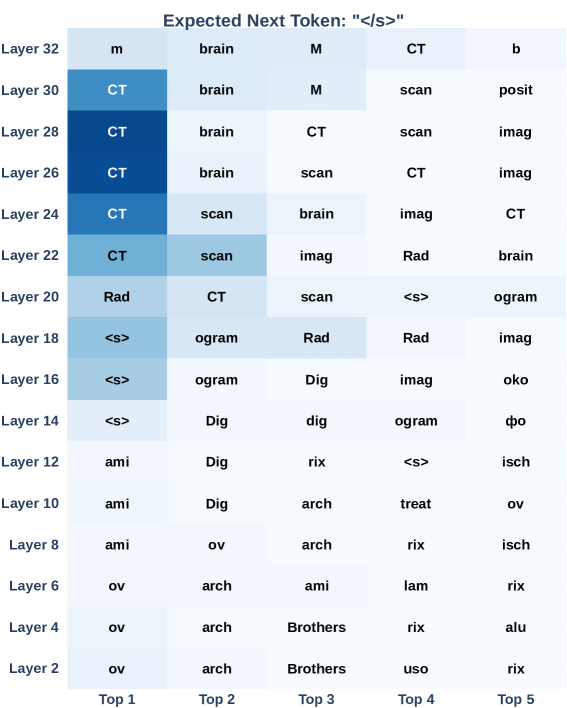 Expected Next Token: "</s>"
Layer 32 m brain M CT b
Layer 30 CT brain M scan posit
Layer 28 CT brain CT scan imag
Layer 26 CT brain scan CT imag
Layer 24 CT scan brain imag CT
Layer 22 CT scan imag Rad brain
Layer 20 Rad CT scan <s> ogram
Layer 18 <s> ogram Rad Rad imag
Layer 16 <s> ogram Dig imag oko
Layer 14 <s> Dig dig ogram фо
Layer 12 ami Dig rix <s> isch
Layer 10 ami Dig arch treat ov
Layer 8 ami ov arch rix isch
Layer 6 ov arch ami lam rix
Layer 4 ov arch Brothers rix alu
Layer 2 ov arch Brothers uso rix
Top 1 Top 2 Top 3 Top 4 Top 5